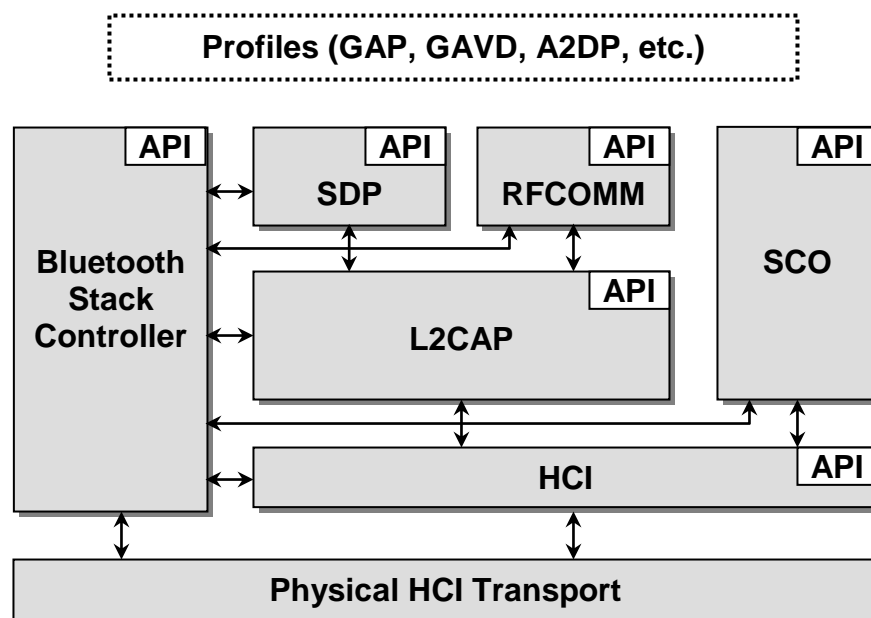 Profiles (GAP, GAVD, A2DP, etc.)
API
API
API
API
SDP
RFCOMM
Bluetooth
Stack
Controller
SCO
API
L2CAP
API
HCI
Physical HCI Transport